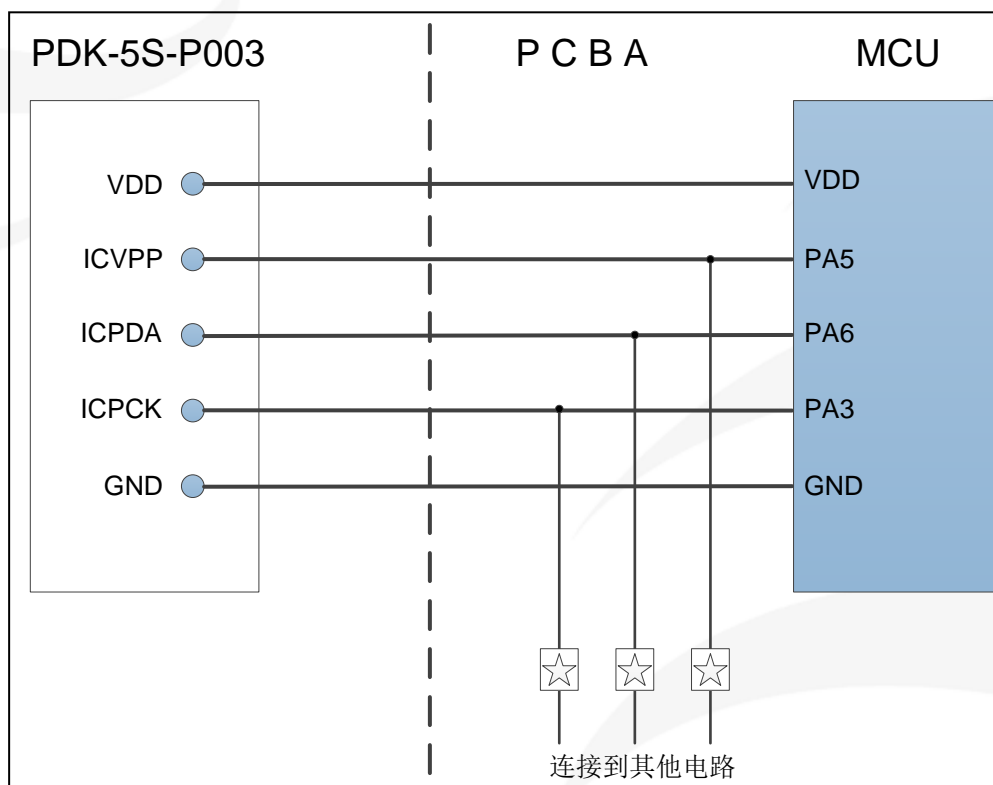 PDK-5S-P003
P C B A
MCU
VDD
VDD
ICVPP
PA5
ICPDA
PA6
ICPCK
PA3
GND
GND
连接到其他电路